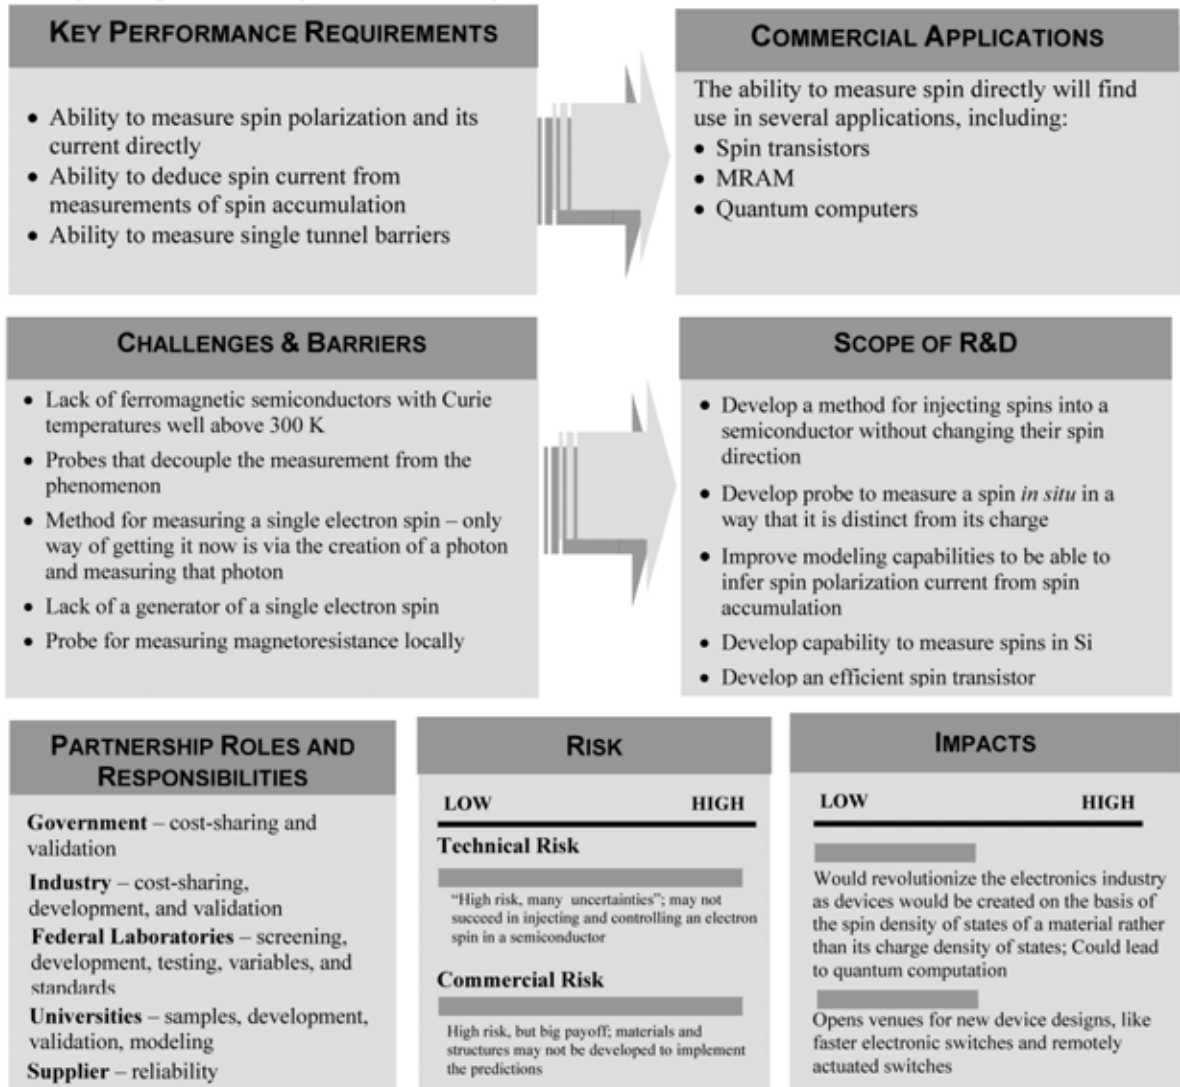 KEY PERFORMANCE REQUIREMENTS
• Ability to measure spin polarization and its
current directly
• Ability to deduce spin current from
measurements of spin accumulation
• Ability to measure single tunnel barriers
COMMERCIAL APPLICATIONS
The ability to measure spin directly will find
use in several applications, including:
• Spin transistors
• MRAM
• Quantum computers
CHALLENGES & BARRIERS
• Lack of ferromagnetic semiconductors with Curie
temperatures well above 300 K
• Probes that decouple the measurement from the
phenomenon
• Method for measuring a single electron spin – only
way of getting it now is via the creation of a photon
and measuring that photon
• Lack of a generator of a single electron spin
• Probe for measuring magnetoresistance locally
SCOPE OF R&D
• Develop a method for injecting spins into a
semiconductor without changing their spin
direction
• Develop probe to measure a spin in situ in a
way that it is distinct from its charge
• Improve modeling capabilities to be able to
infer spin polarization current from spin
accumulation
• Develop capability to measure spins in Si
• Develop an efficient spin transistor
PARTNERSHIP ROLES AND
RESPONSIBILITIES
Government – cost-sharing and
validation
Industry – cost-sharing,
development, and validation
Federal Laboratories – screening,
development, testing, variables, and
standards
Universities – samples, development,
validation, modeling
Supplier – reliability
RISK
LOW HIGH
Technical Risk
"High risk, many uncertainties"; may not
succeed in injecting and controlling an electron
spin in a semiconductor
Commercial Risk
High risk, but big payoff; materials and
structures may not be developed to implement
the predictions
IMPACTS
LOW HIGH
Would revolutionize the electronics industry
as devices would be created on the basis of
the spin density of states of a material rather
than its charge density of states; Could lead
to quantum computation
Opens venues for new device designs, like
faster electronic switches and remotely
actuated switches